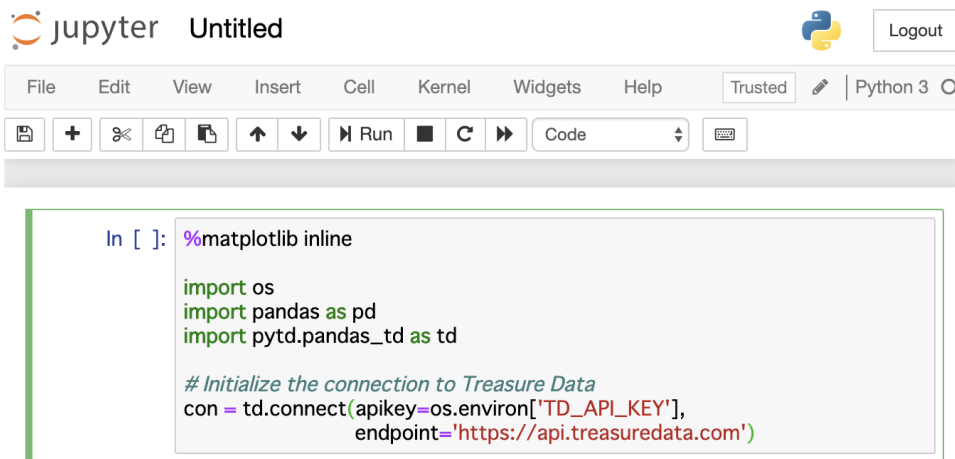 jupyter Untitled
Logout
File Edit View Insert Cell Kernel Widgets Help Trusted Python 3
Run Code
In [ ]: %matplotlib inline
import os
import pandas as pd
import pytd.pandas_td as td
# Initialize the connection to Treasure Data
con = td.connect(apikey=os.environ['TD_API_KEY'],
endpoint='https://api.treasuredata.com')